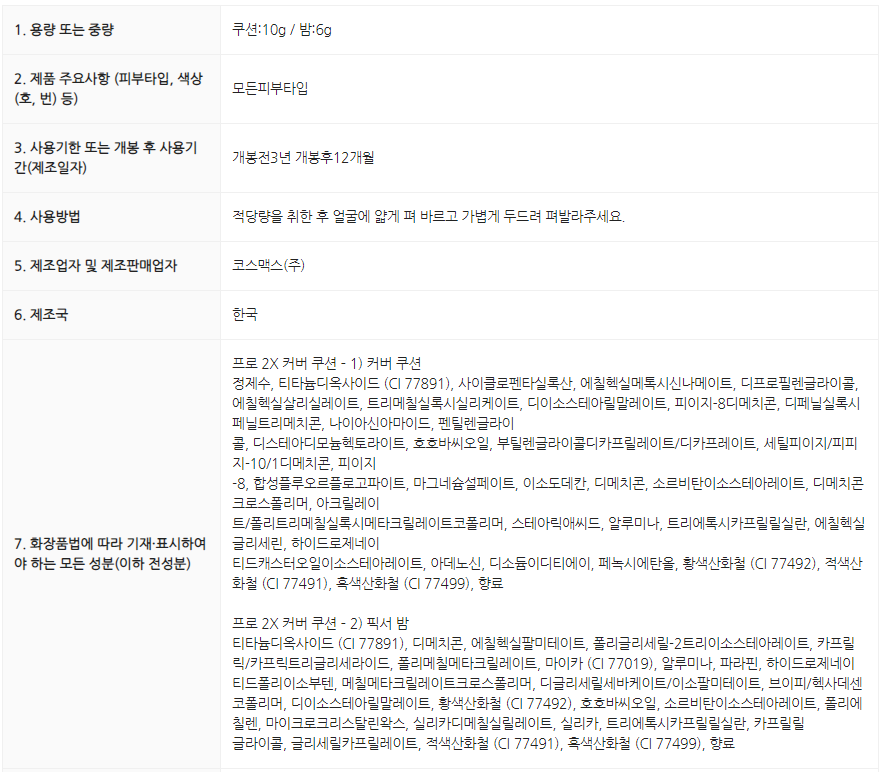 1. 용량 또는 중량
쿠션:10g / 밤:6g
2. 제품 주요사항 (피부타입, 색상
(호, 번) 등)
모든피부타입
3. 사용기한 또는 개봉 후 사용기
간(제조일자)
개봉전3년 개봉후12개월
4. 사용방법
적당량을 취한 후 얼굴에 얇게 펴 바르고 가볍게 두드려 펴발라주세요.
5. 제조업자 및 제조판매업자
코스맥스(주)
6. 제조국
한국
7. 화장품법에 따라 기재·표시하여
야 하는 모든 성분(이하 전성분)
프로 2X 커버 쿠션 - 1) 커버 쿠션
정제수, 티타늄디옥사이드 (CI 77891), 사이클로펜타실록산, 에칠헥실메톡시신나메이트, 디프로필렌글라이콜,
에칠헥실살리실레이트, 트리메칠실록시실리케이트, 디이소스테아릴말레이트, 피이지-8디메치콘, 디페닐실록시
페닐트리메치콘, 나이아신아마이드, 펜틸렌글라이
콜, 디스테아디모늄헥토라이트, 호호바씨오일, 부틸렌글라이콜디카프릴레이트/디카프레이트, 세틸피이지/피피
지-10/1디메치콘, 피이지
-8, 합성플루오르플로고파이트, 마그네슘설페이트, 이소도데칸, 디메치콘, 소르비탄이소스테아레이트, 디메치콘
크로스폴리머, 아크릴레이
트/폴리트리메칠실록시메타크릴레이트코폴리머, 스테아릭애씨드, 알루미나, 트리에톡시카프릴릴실란, 에칠헥실
글리세린, 하이드로제네이
티드캐스터오일이소스테아레이트, 아데노신, 디소듐이디티에이, 페녹시에탄올, 황색산화철 (CI 77492), 적색산
화철 (CI 77491), 흑색산화철 (CI 77499), 향료
프로 2X 커버 쿠션 - 2) 픽서 밤
티타늄디옥사이드 (CI 77891), 디메치콘, 에칠헥실팔미테이트, 폴리글리세릴-2트리이소스테아레이트, 카프릴
릭/카프릭트리글리세라이드, 폴리메칠메타크릴레이트, 마이카 (CI 77019), 알루미나, 파라핀, 하이드로제네이
티드폴리이소부텐, 메칠메타크릴레이트크로스폴리머, 디글리세릴세바케이트/이소팔미테이트, 브이피/헥사데센
코폴리머, 디이소스테아릴말레이트, 황색산화철 (CI 77492), 호호바씨오일, 소르비탄이소스테아레이트, 폴리에
칠렌, 마이크로크리스탈린왁스, 실리카디메칠실릴레이트, 실리카, 트리에톡시카프릴릴실란, 카프릴릴
글라이콜, 글리세릴카프릴레이트, 적색산화철 (CI 77491), 흑색산화철 (CI 77499), 향료